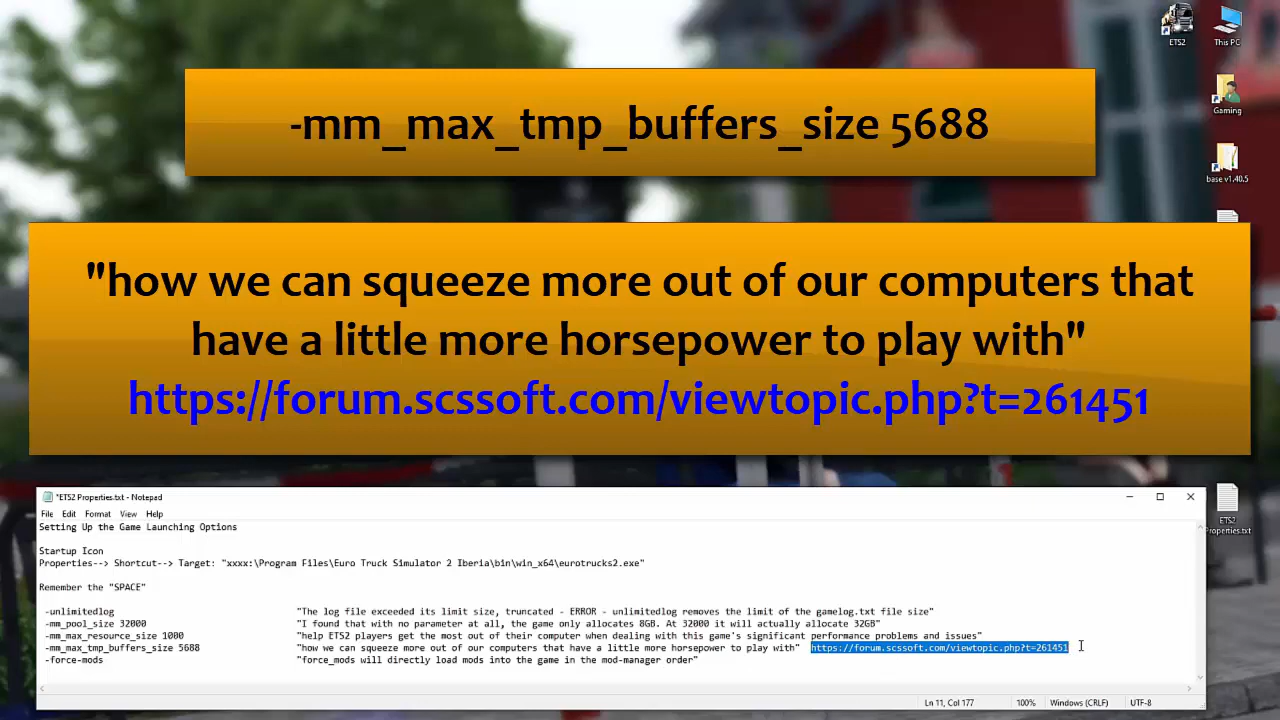 ETS2
This PC
-mm_max_tmp_buffers_size 5688
Gaming
base v1.40.5
"how we can squeeze more out of our computers that
have a little more horsepower to play with"
https://forum.scssoft.com/viewtopic.php?t=261451
*ETS2 Properties.txt - Notepad
File Edit Format View Help
Setting Up the Game Launching Options
Startup Icon
Properties--> Shortcut--> Target: "xxxx:\Program Files\Euro Truck Simulator 2 Iberia\bin\win_x64\eurotrucks2.exe"
Remember the "SPACE"
-unlimitedlog "The log file exceeded its limit size, truncated - ERROR - unlimitedlog removes the limit of the gamelog.txt file size"
-mm_pool_size 32000 "I found that with no parameter at all, the game only allocates 8GB. At 32000 it will actually allocate 32GB"
-mm_max_resource_size 1000 "help ETS2 players get the most out of their computer when dealing with this game's significant performance problems and issues"
-mm_max_tmp_buffers_size 5688 "how we can squeeze more out of our computers that have a little more horsepower to play with" https://forum.scssoft.com/viewtopic.php?t=261451
-force-mods "force_mods will directly load mods into the game in the mod-manager order"
Ln 11, Col 177 100% Windows (CRLF) UTF-8
ETS2
Properties.txt